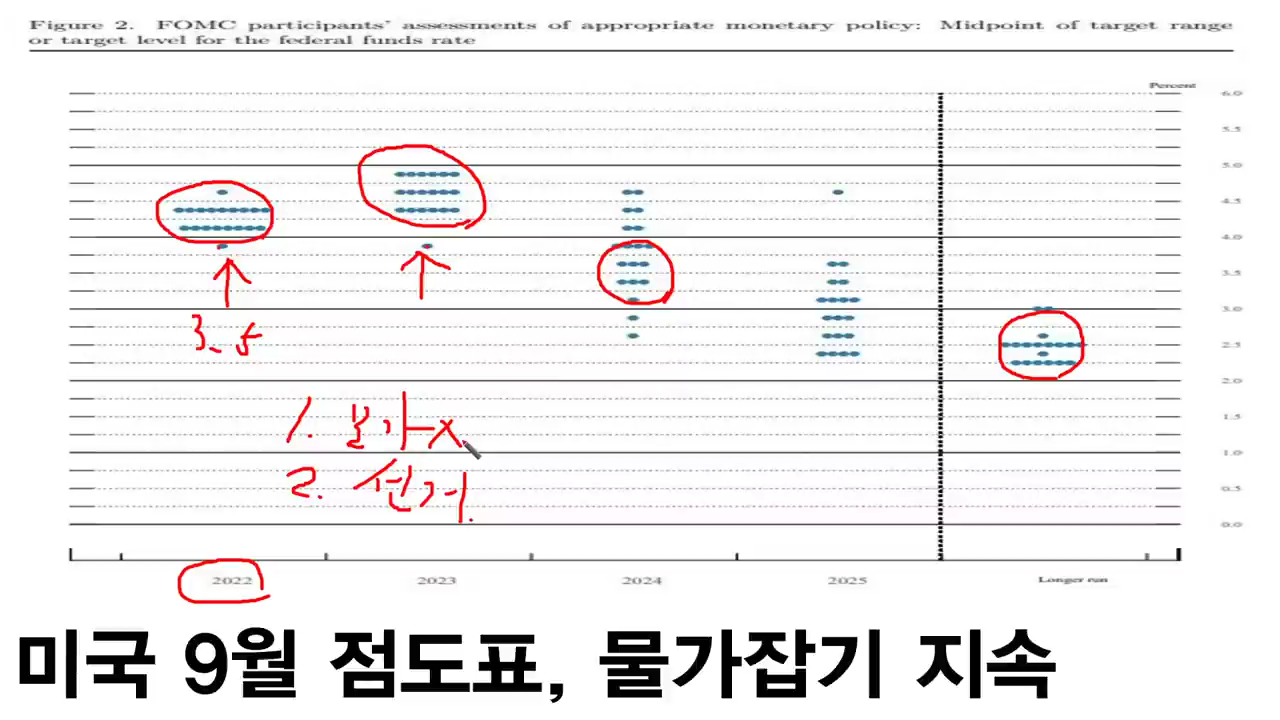 Figure 2. FOMC participants' assessments of appropriate monetary policy: Midpoint of target range
or target level for the federal funds rate
Percent
6.0
5.5
5.0
4.5
4.0
3.5
3.0
2.5
2.0
1.5
1.0
0.5
0.0
3.5
1. 물가 X
2. 선거.
2022 2023 2024 2025 Longer run
미국 9월 점도표, 물가잡기 지속